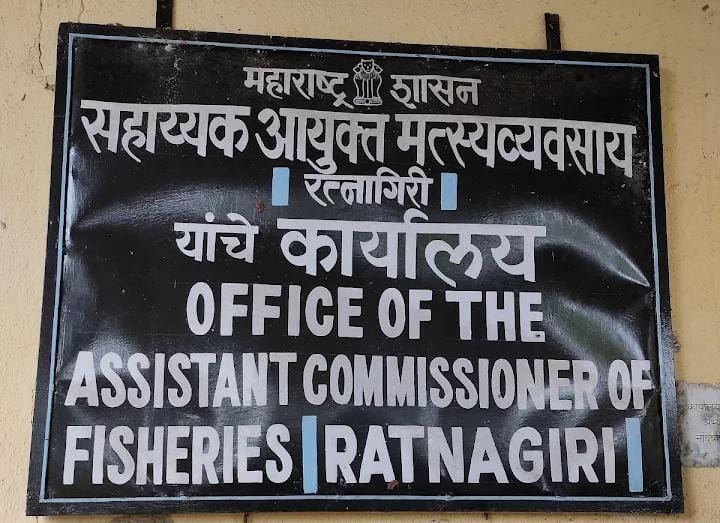 महाराष्ट्र शासन
सहाय्यक आयुक्त मत्स्यव्यवसाय
रत्नागिरी
यांचे कार्यालय
OFFICE OF THE
ASSISTANT COMMISSIONER OF
FISHERIES RATNAGIRI